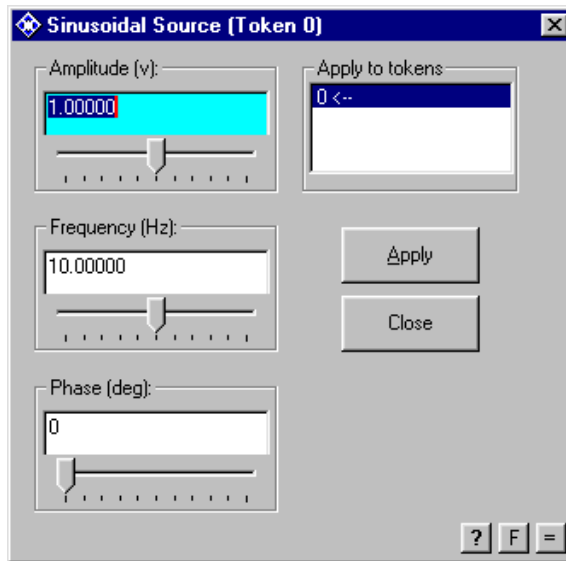 Sinusoidal Source (Token 0)
Amplitude (v):
1.00000
Apply to tokens
0 <--
Frequency (Hz):
10.00000
Apply
Close
Phase (deg):
0
? F =